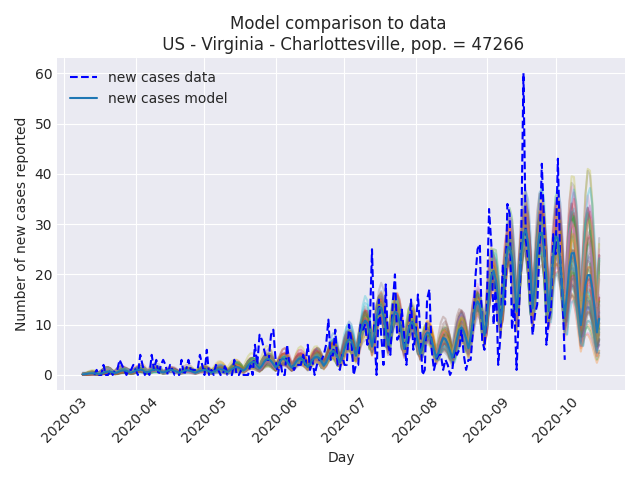 Model comparison to data
US - Virginia - Charlottesville, pop. = 47266
new cases data
new cases model
Number of new cases reported
60
50
40
30
20
10
0
2020-03
2020-04
2020-05
2020-06
2020-07
2020-08
2020-09
2020-10
Day